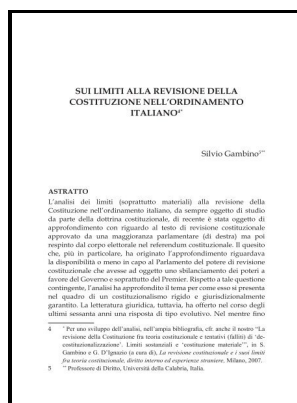 SUI LIMITI ALLA REVISIONE DELLA
COSTITUZIONE NELL'ORDINAMENTO
ITALIANO4*
Silvio Gambino5**
ASTRATTO
L'analisi dei limiti (soprattutto materiali) alla revisione della
Costituzione nell'ordinamento italiano, da sempre oggetto di studio
da parte della dottrina costituzionale, di recente è stata oggetto di
approfondimento con riguardo al testo di revisione costituzionale
approvato da una maggioranza parlamentare (di destra) ma poi
respinto dal corpo elettorale nel referendum costituzionale. Il quesito
che, più in particolare, ha originato l'approfondimento riguardava
la disponibilità o meno in capo al Parlamento del potere di revisione
costituzionale che avesse ad oggetto uno sbilanciamento dei poteri a
favore del Governo e soprattutto del Premier. Rispetto a tale questione
contingente, l'analisi ha approfondito il tema per come esso si presenta
nel quadro di un costituzionalismo rigido e giurisdizionalmente
garantito. La letteratura giuridica, tuttavia, ha offerto nel corso degli
ultimi sessanta anni una risposta di tipo evolutivo. Nel mentre fino
4 * Per uno sviluppo dell'analisi, nell'ampia bibliografia, cfr. anche il nostro "La
revisione della Costituzione fra teoria costituzionale e tentativi (falliti) di 'de-
costituzionalizzazione'. Limiti sostanziali e 'costituzione materiale'", in S.
Gambino e G. D'Ignazio (a cura di), La revisione costituzionale e i suoi limiti
fra teoria costituzionale, diritto interno ed esperienze straniere, Milano, 2007.
5 ** Professore di Diritto, Università della Calabria, Italia.